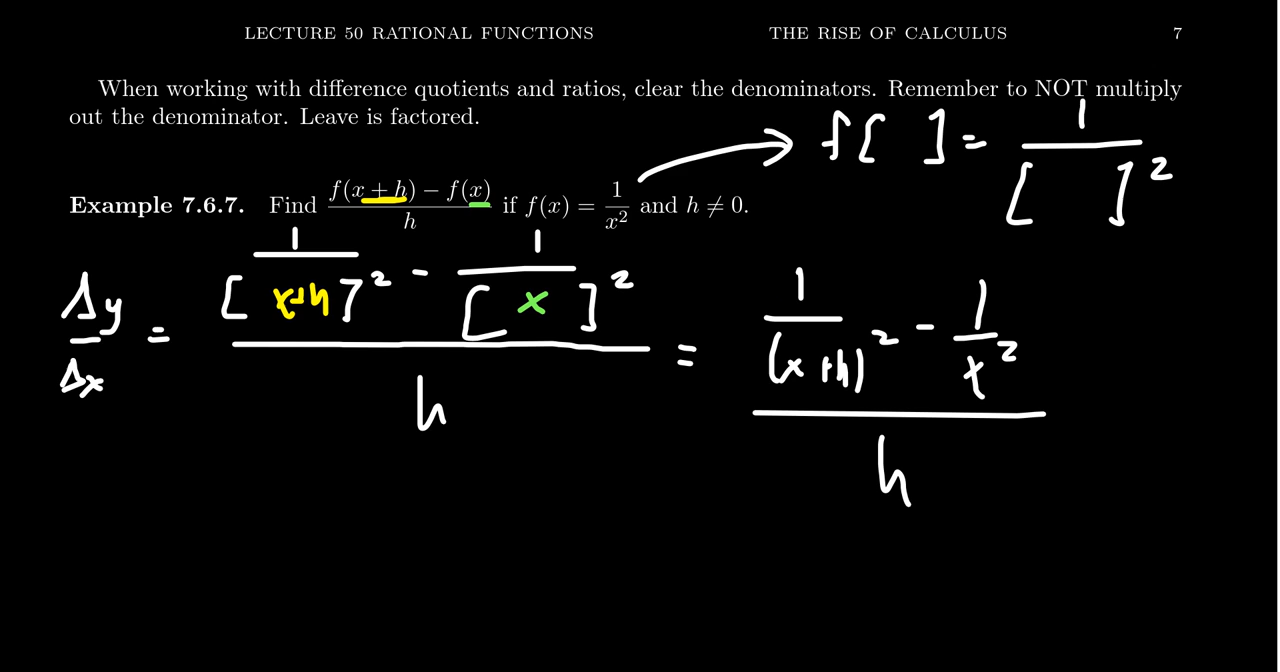 LECTURE 50 RATIONAL FUNCTIONS THE RISE OF CALCULUS 7
When working with difference quotients and ratios, clear the denominators. Remember to NOT multiply
out the denominator. Leave is factored.
f[ ] = 1/[ ]²
Example 7.6.7. Find (f(x + h) − f(x))/h if f(x) = 1/x² and h ≠ 0.
Δy/Δx = (1/[x+h]² - 1/[x]²)/h = (1/(x+h)² - 1/x²)/h